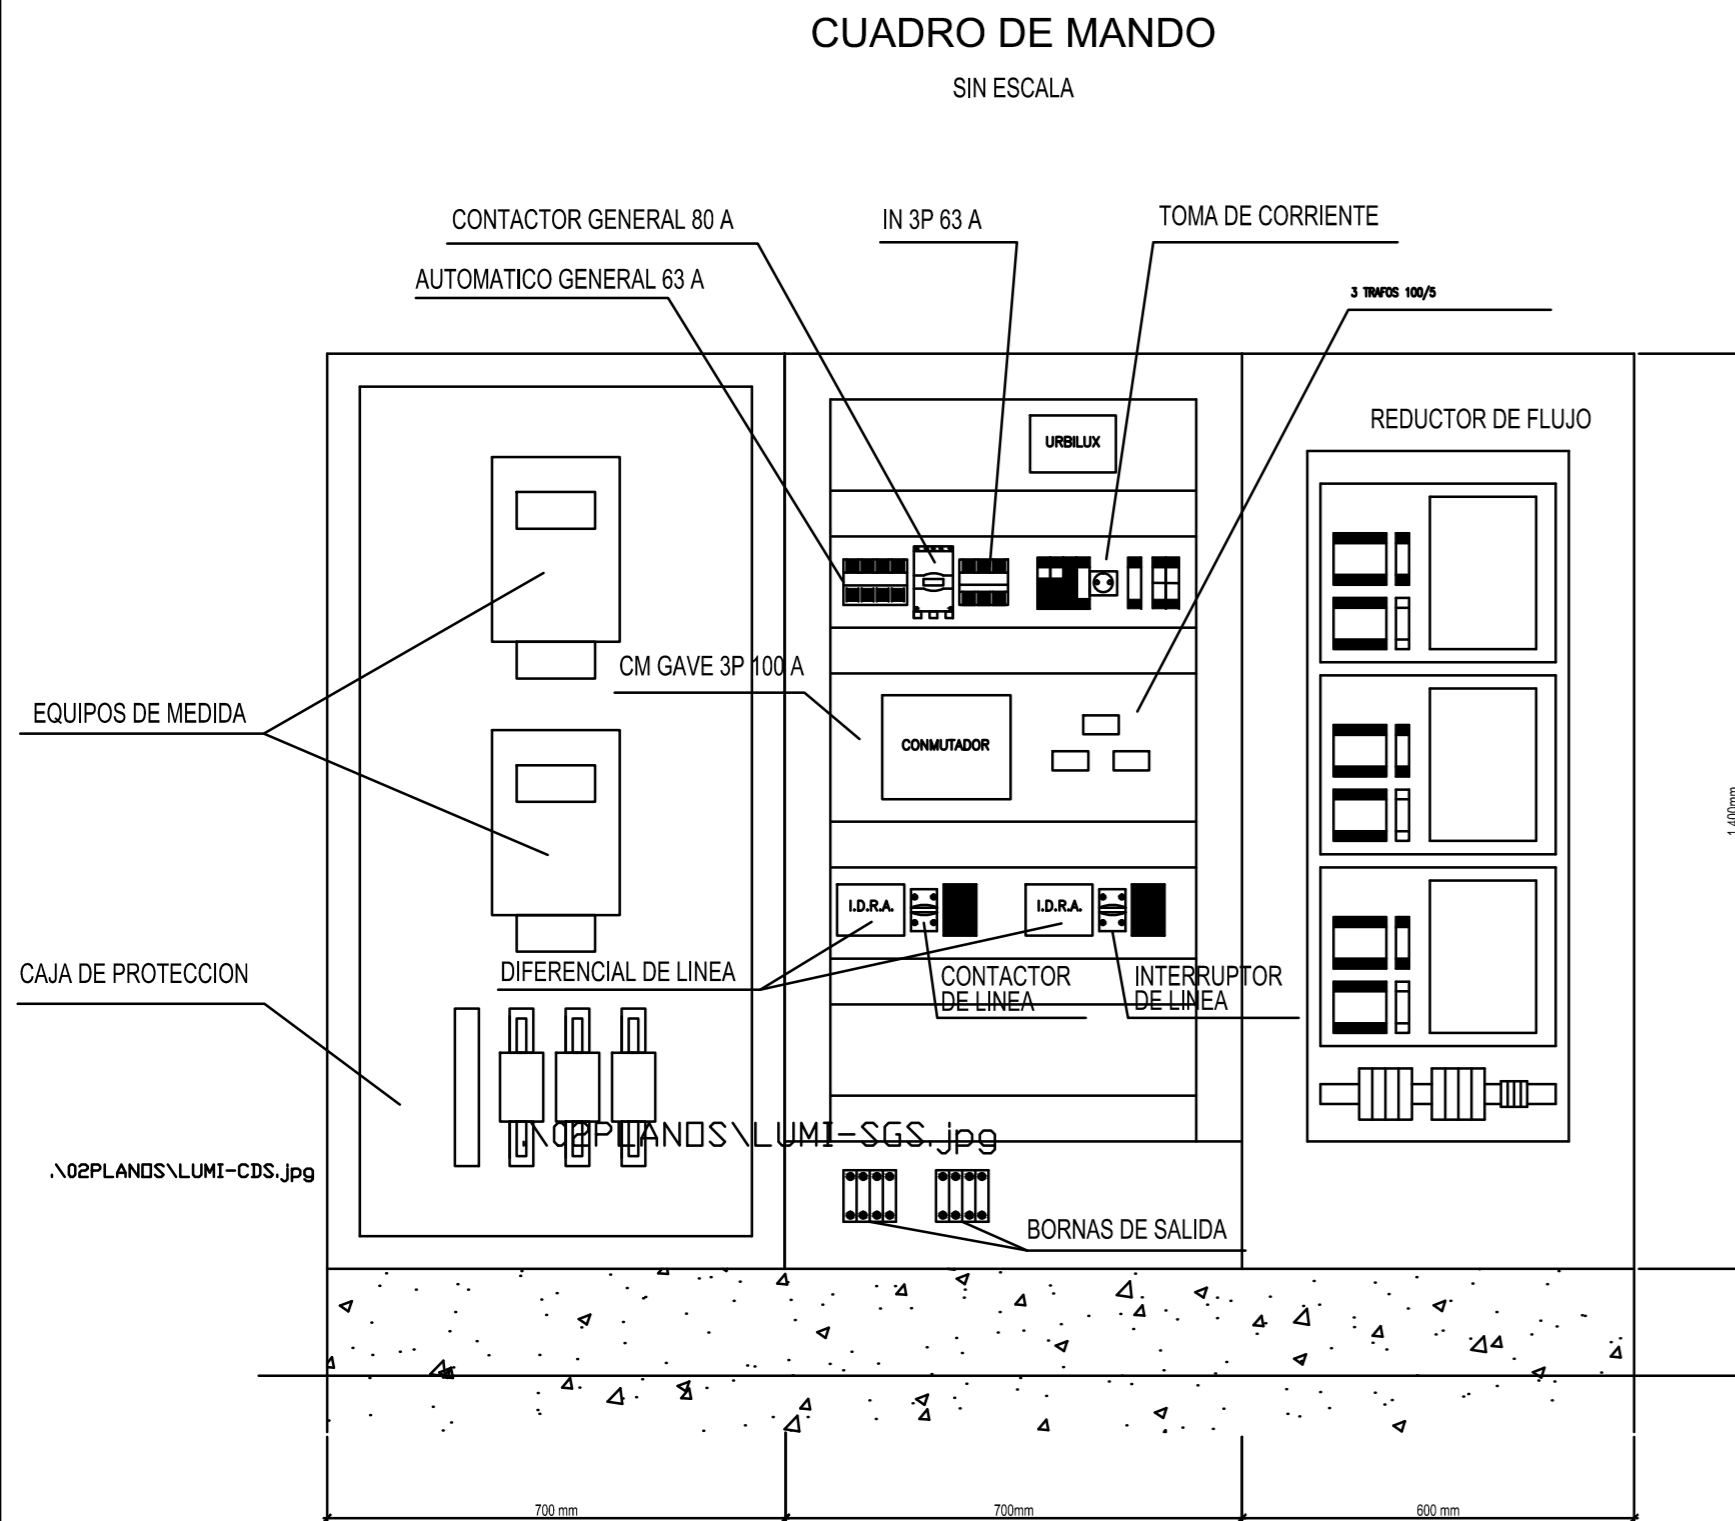 CUADRO DE MANDO
SIN ESCALA
CONTACTOR GENERAL 80 A
IN 3P 63 A
TOMA DE CORRIENTE
AUTOMATICO GENERAL 63 A
3 TRAFOS 100/5
REDUCTOR DE FLUJO
URBILUX
CM GAVE 3P 100 A
EQUIPOS DE MEDIDA
CONMUTADOR
1.400mm
I.D.R.A.
I.D.R.A.
CAJA DE PROTECCION
DIFERENCIAL DE LINEA
CONTACTOR
DE LINEA
INTERRUPTOR
DE LINEA
.\02PLANOS\LUMI-SGS.jpg
.\02PLANOS\LUMI-CDS.jpg
BORNAS DE SALIDA
700 mm
700mm
600 mm